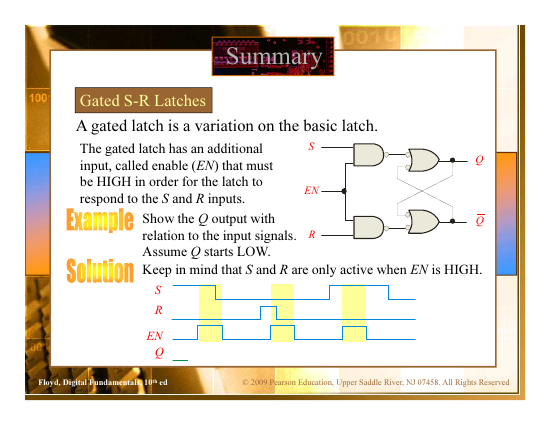 Summary
Gated S-R Latches
A gated latch is a variation on the basic latch.
The gated latch has an additional
input, called enable (EN) that must
be HIGH in order for the latch to
respond to the S and R inputs.
S
Q
EN
R
Q
Example
Show the Q output with
relation to the input signals.
Assume Q starts LOW.
Solution
Keep in mind that S and R are only active when EN is HIGH.
S
R
EN
Q
Floyd, Digital Fundamentals, 10th ed
© 2009 Pearson Education, Upper Saddle River, NJ 07458. All Rights Reserved